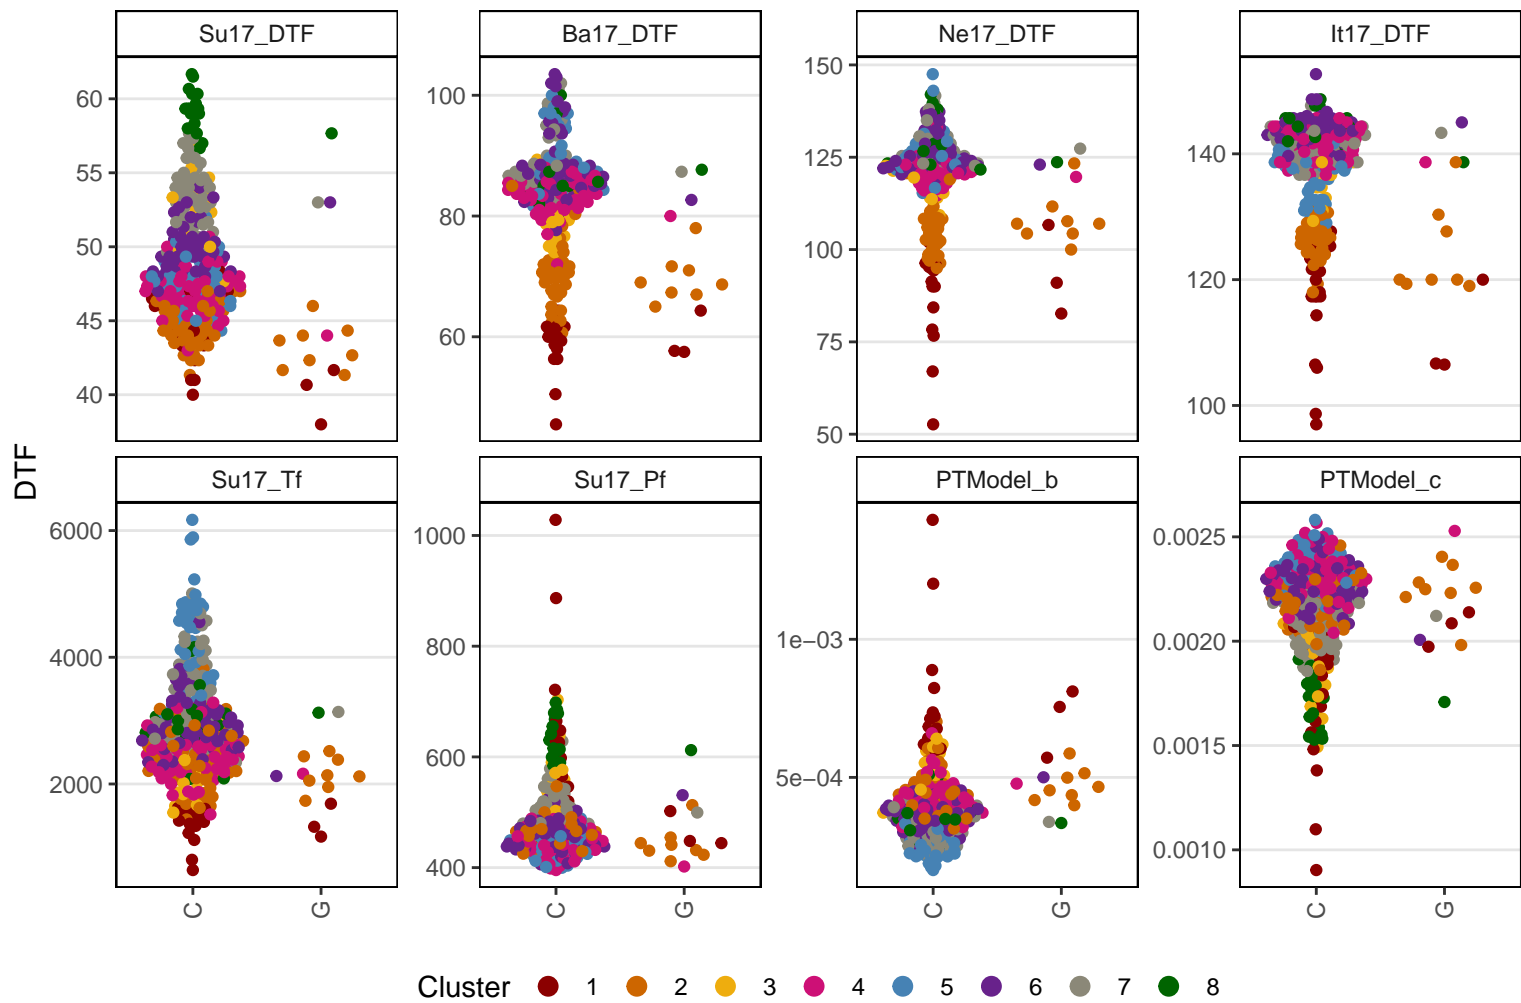 Su17_DTF Ba17_DTF Ne17_DTF It17_DTF
60 55 50 45 40
100 80 60
150 125 100 75 50
140 120 100
DTF
Su17_Tf Su17_Pf PTModel_b PTModel_c
6000 4000 2000
1000 800 600 400
1e−03 5e−04
0.0025 0.0020 0.0015 0.0010
C G C G C G C G
Cluster 1 2 3 4 5 6 7 8